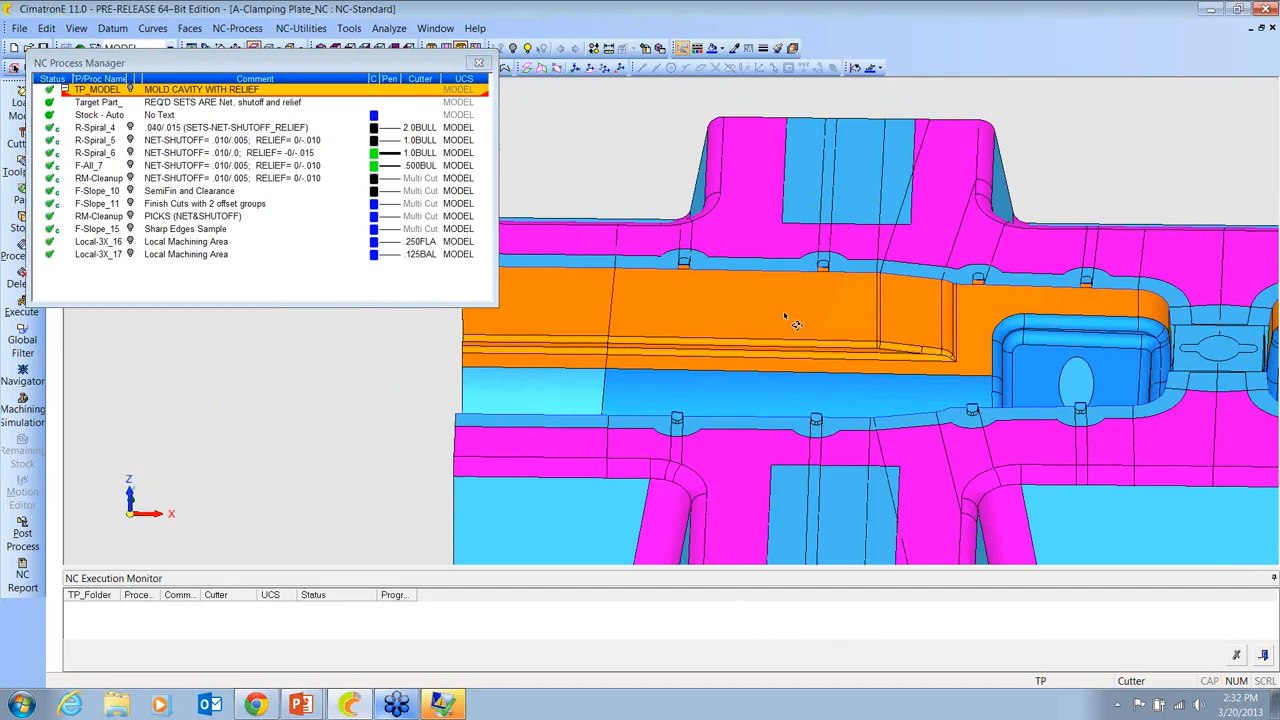 CimatronE 11.0 - PRE-RELEASE 64-Bit Edition - [A-Clamping Plate_NC : NC-Standard]
File Edit View Datum Curves Faces NC-Process NC-Utilities Tools Analyze Window Help
NC Process Manager
Status T/P/Proc Name Comment C Pen Cutter UCS
TP_MODEL MOLD CAVITY WITH RELIEF MODEL
Target Part_ REQ'D SETS ARE Net, shutoff and relief MODEL
Stock - Auto No Text MODEL
R-Spiral_4 .040/.015 (SETS-NET-SHUTOFF_RELIEF) 2.0BULL MODEL
R-Spiral_5 NET-SHUTOFF= .010/.005; RELIEF= 0/-.010 1.0BULL MODEL
R-Spiral_6 NET-SHUTOFF= .010/0; RELIEF= -0/-.015 1.0BULL MODEL
F-All_7 NET-SHUTOFF= .010/.005; RELIEF= 0/-.010 .500BUL MODEL
RM-Cleanup NET-SHUTOFF= .010/.005; RELIEF= 0/-.010 Multi Cut MODEL
F-Slope_10 SemiFin and Clearance Multi Cut MODEL
F-Slope_11 Finish Cuts with 2 offset groups Multi Cut MODEL
RM-Cleanup PICKS (NET&SHUTOFF) Multi Cut MODEL
F-Slope_15 Sharp Edges Sample Multi Cut MODEL
Local-3X_16 Local Machining Area .250FLA MODEL
Local-3X_17 Local Machining Area .125BAL MODEL
Execute
Global
Filter
Navigator
Machining
Simulation
Remaining
Stock
Motion
Editor
Post
Process
NC
Report
Z
X
NC Execution Monitor
TP_Folder Proce... Comm... Cutter UCS Status Progr...
TP Cutter CAP NUM SCRL
2:32 PM
3/20/2013